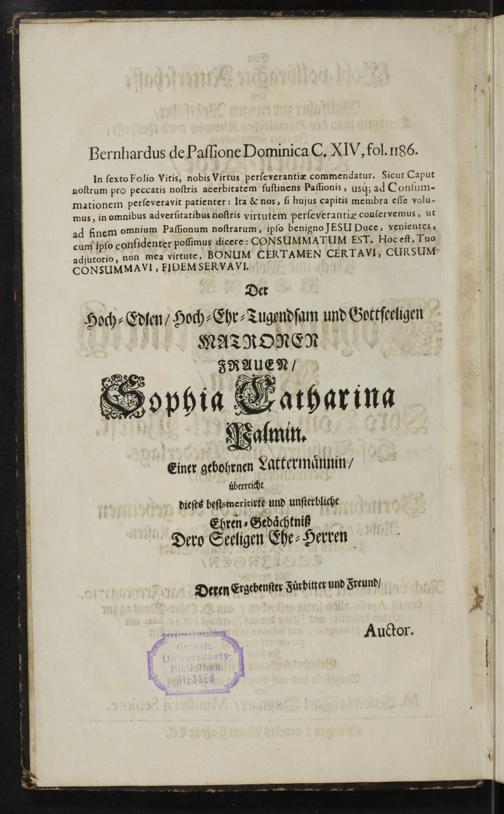 Bernhardus de Passione Dominica C. XIV, fol. 1186.
In sexto Folio Vitis, nobis Virtus perseverantiæ commendatur. Sicut Caput
nostrum pro peccatis nostris acerbitatem sustinens Passionis, usq; ad Consum-
mationem perseveravit patienter: Ita & nos, si hujus capitis membra esse volu-
mus, in omnibus adversitatibus nostris virtutem perseverantiæ conservemus, ut
ad finem omnium Passionum nostrarum, ipso benigno JESU Duce, venientes,
cum ipso confidenter possimus dicere: CONSUMMATUM EST. Hoc est, Tuo
adjutorio, non mea virtute, BONUM CERTAMEN CERTAVI, CURSUM
CONSUMMAVI, FIDEM SERVAVI.
Der
Hoch-Edlen/ Hoch-Ehr-Tugendsam und Gottseeligen
MATRONEN
FRAUEN/
Sophia Catharina
Palmin.
Einer gebohrnen Lattermännin/
überreicht
dieses best-meritirte und unsterbliche
Ehren-Gedächtniß
Dero Seeligen Ehe-Herren
Deren Ergebenster Fürbitter und Freund/
Auctor.
Grossh.
Universitaets-
Bibliothek
GIESSEN